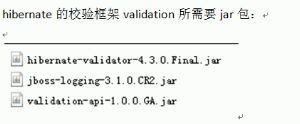 hibernate 的校验框架 validation 所需要 jar 包：
hibernate-validator-4.3.0.Final.jar
jboss-logging-3.1.0.CR2.jar
validation-api-1.0.0.GA.jar